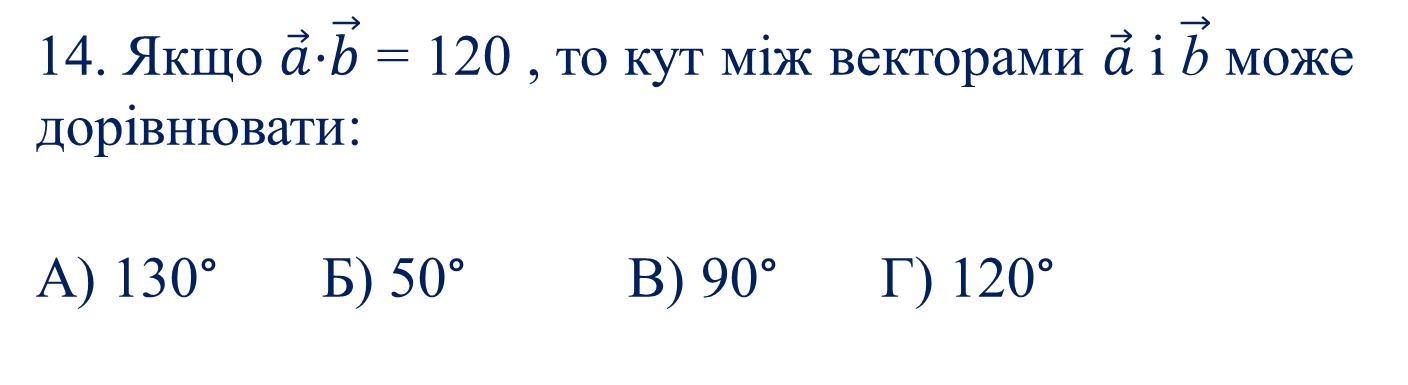 14. Якщо a⃗·b⃗ = 120 , то кут між векторами a⃗ і b⃗ може
дорівнювати:
А) 130° Б) 50° В) 90° Г) 120°